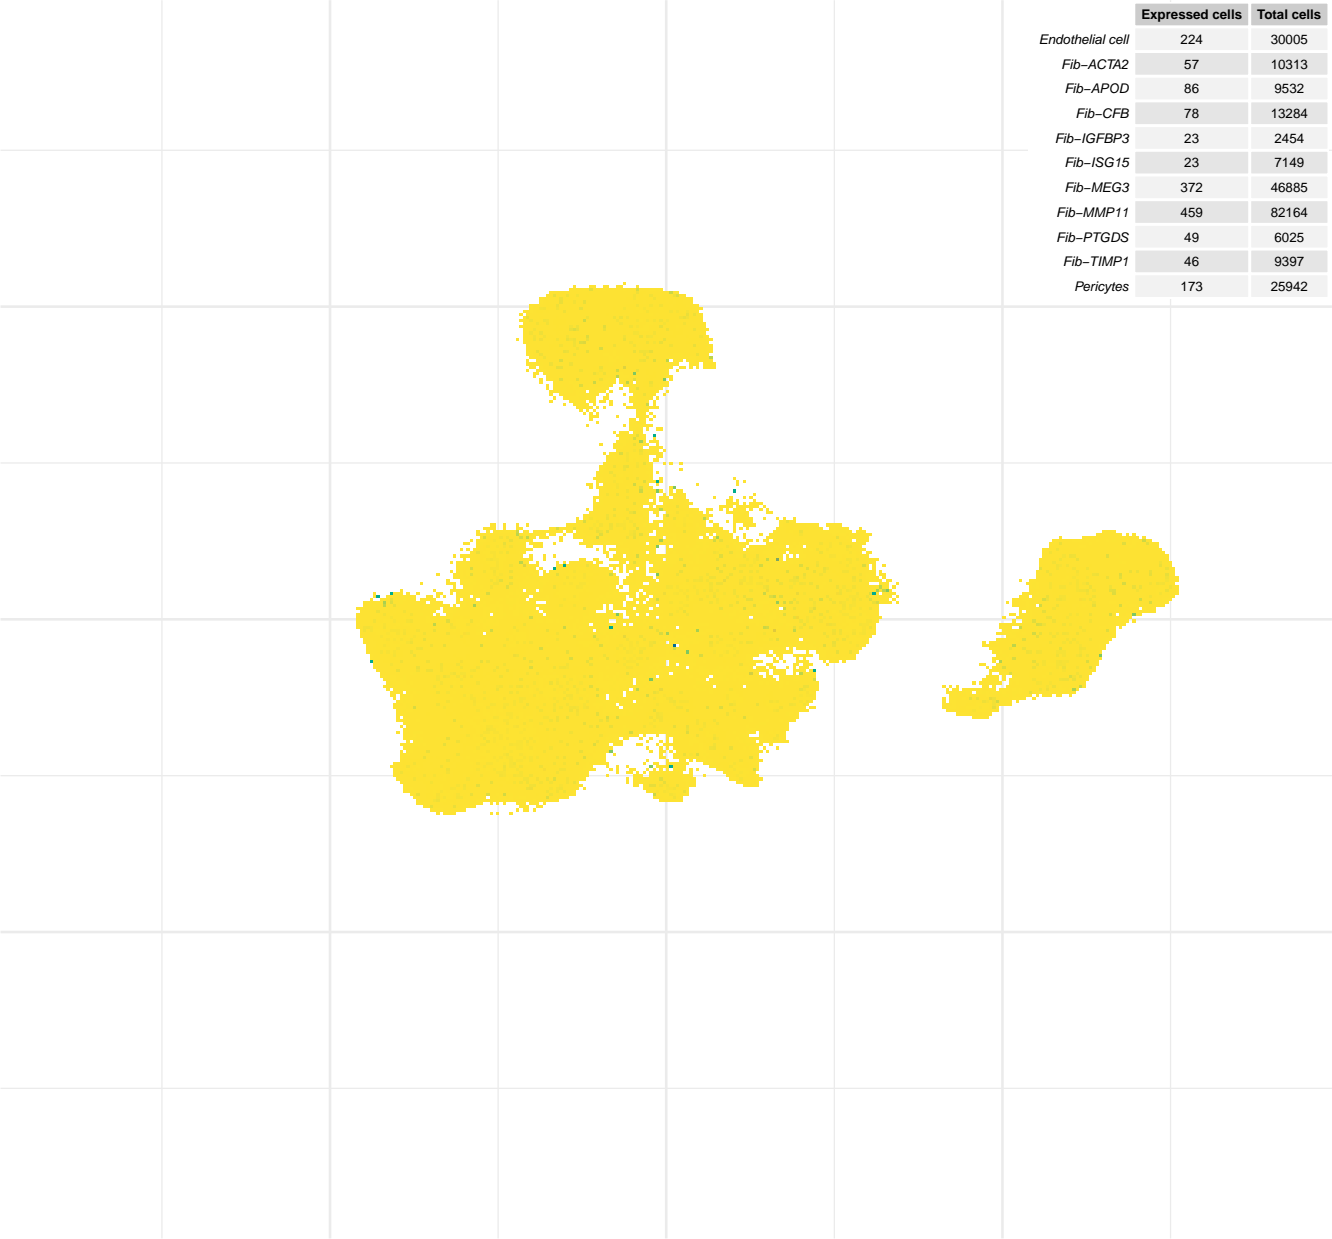 Expressed cells Total cells
Endothelial cell 224 30005
Fib−ACTA2 57 10313
Fib−APOD 86 9532
Fib−CFB 78 13284
Fib−IGFBP3 23 2454
Fib−ISG15 23 7149
Fib−MEG3 372 46885
Fib−MMP11 459 82164
Fib−PTGDS 49 6025
Fib−TIMP1 46 9397
Pericytes 173 25942